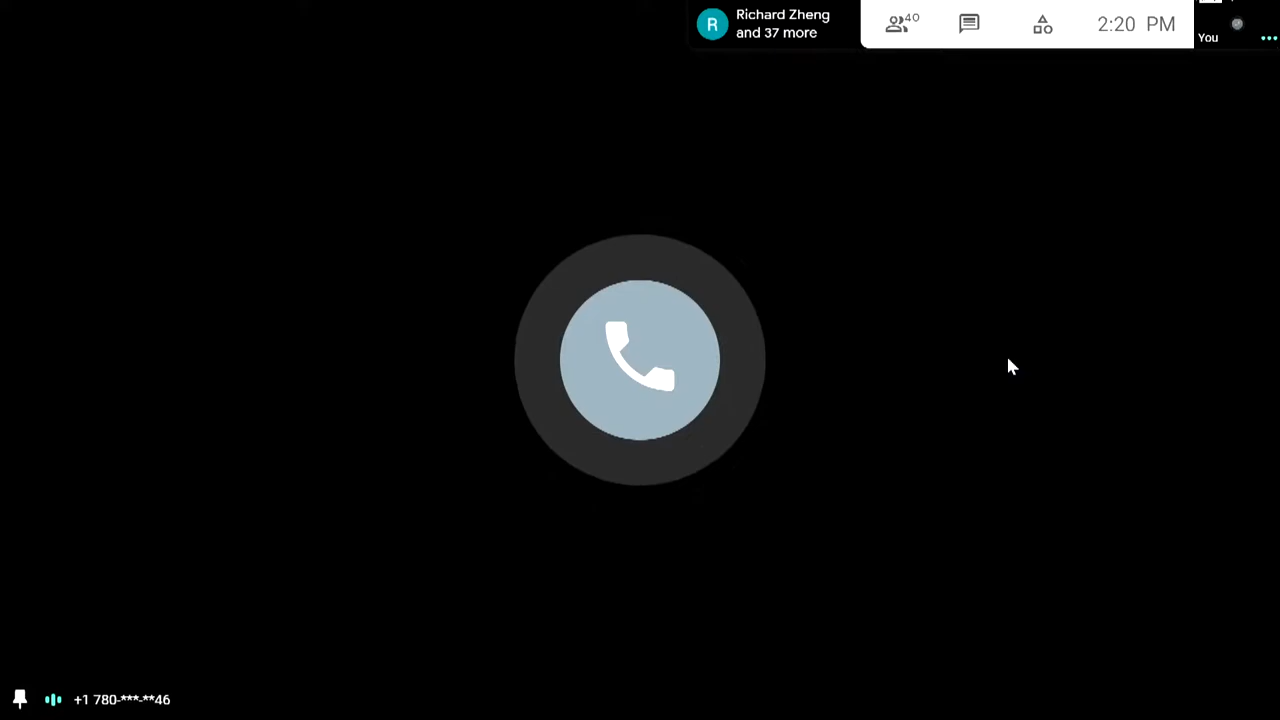 R
Richard Zheng
and 37 more
40
2:20 PM
You
+1 780-***-**46